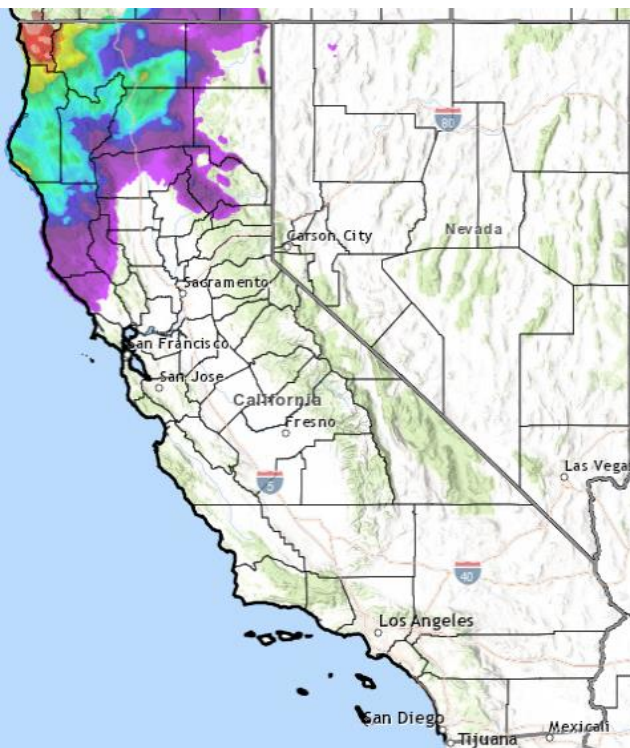 80
Carson City
Nevada
Sacramento
San Francisco
San Jose
California
Fresno
5
Las Vega
40
Los Angeles
San Diego
Tijuana
Mexicali